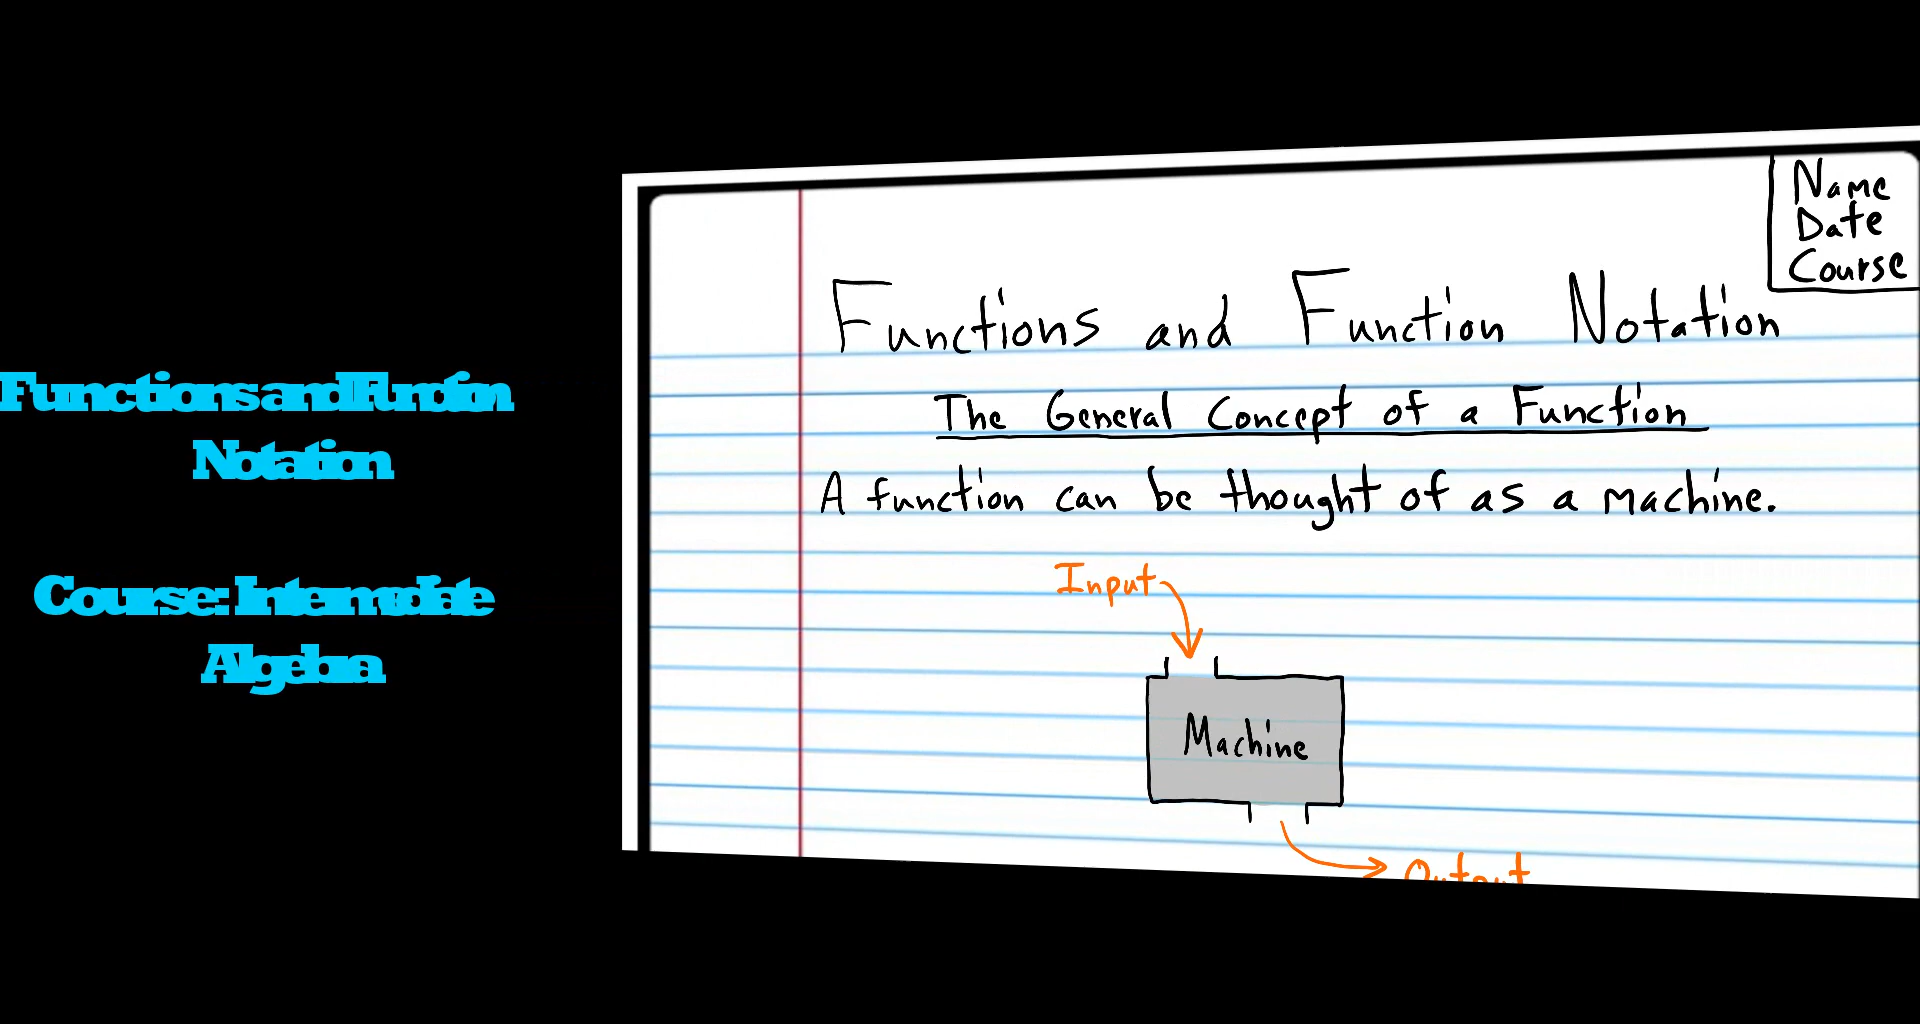 Functions and Function
Notation
Course: Intermediate
Algebra
Name
Date
Course
Functions and Function Notation
The General Concept of a Function
A function can be thought of as a machine.
Input
Machine
Output